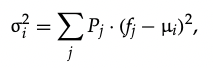 σ_i^2 = ∑_j P_j · (f_j − μ_i)^2,